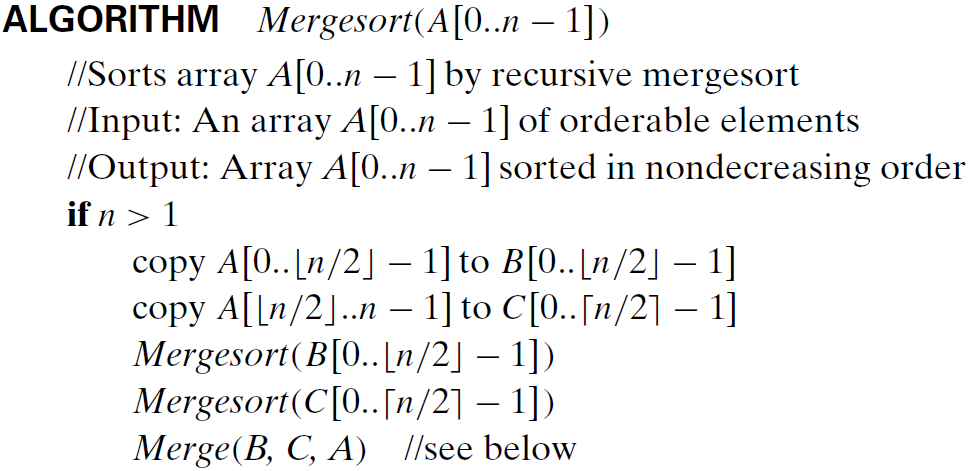 ALGORITHM Mergesort(A[0..n − 1])
//Sorts array A[0..n − 1] by recursive mergesort
//Input: An array A[0..n − 1] of orderable elements
//Output: Array A[0..n − 1] sorted in nondecreasing order
if n > 1
copy A[0..⌊n/2⌋ − 1] to B[0..⌊n/2⌋ − 1]
copy A[⌊n/2⌋..n − 1] to C[0..⌈n/2⌉ − 1]
Mergesort(B[0..⌊n/2⌋ − 1])
Mergesort(C[0..⌈n/2⌉ − 1])
Merge(B, C, A) //see below